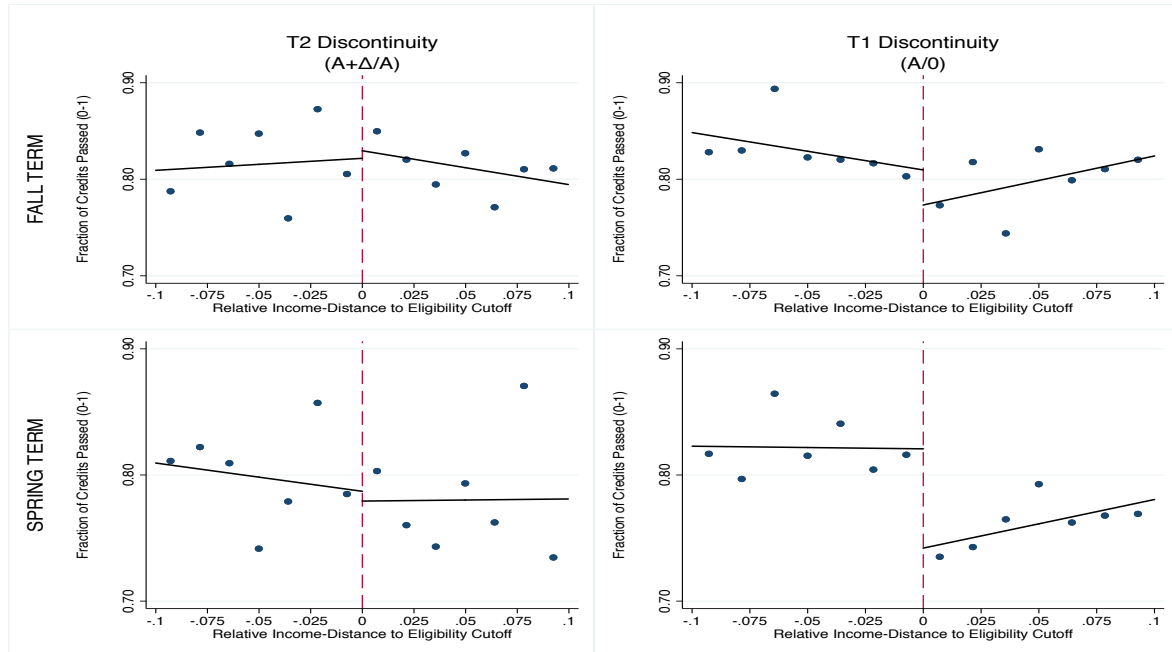 T2 Discontinuity
(A+Δ/A)
T1 Discontinuity
(A/0)
FALL TERM
Fraction of Credits Passed (0-1)
0.90
0.80
0.70
-.1 -.075 -.05 -.025 0 .025 .05 .075 .1
Relative Income-Distance to Eligibility Cutoff
Fraction of Credits Passed (0-1)
0.90
0.80
0.70
-.1 -.075 -.05 -.025 0 .025 .05 .075 .1
Relative Income-Distance to Eligibility Cutoff
SPRING TERM
Fraction of Credits Passed (0-1)
0.90
0.80
0.70
-.1 -.075 -.05 -.025 0 .025 .05 .075 .1
Relative Income-Distance to Eligibility Cutoff
Fraction of Credits Passed (0-1)
0.90
0.80
0.70
-.1 -.075 -.05 -.025 0 .025 .05 .075 .1
Relative Income-Distance to Eligibility Cutoff